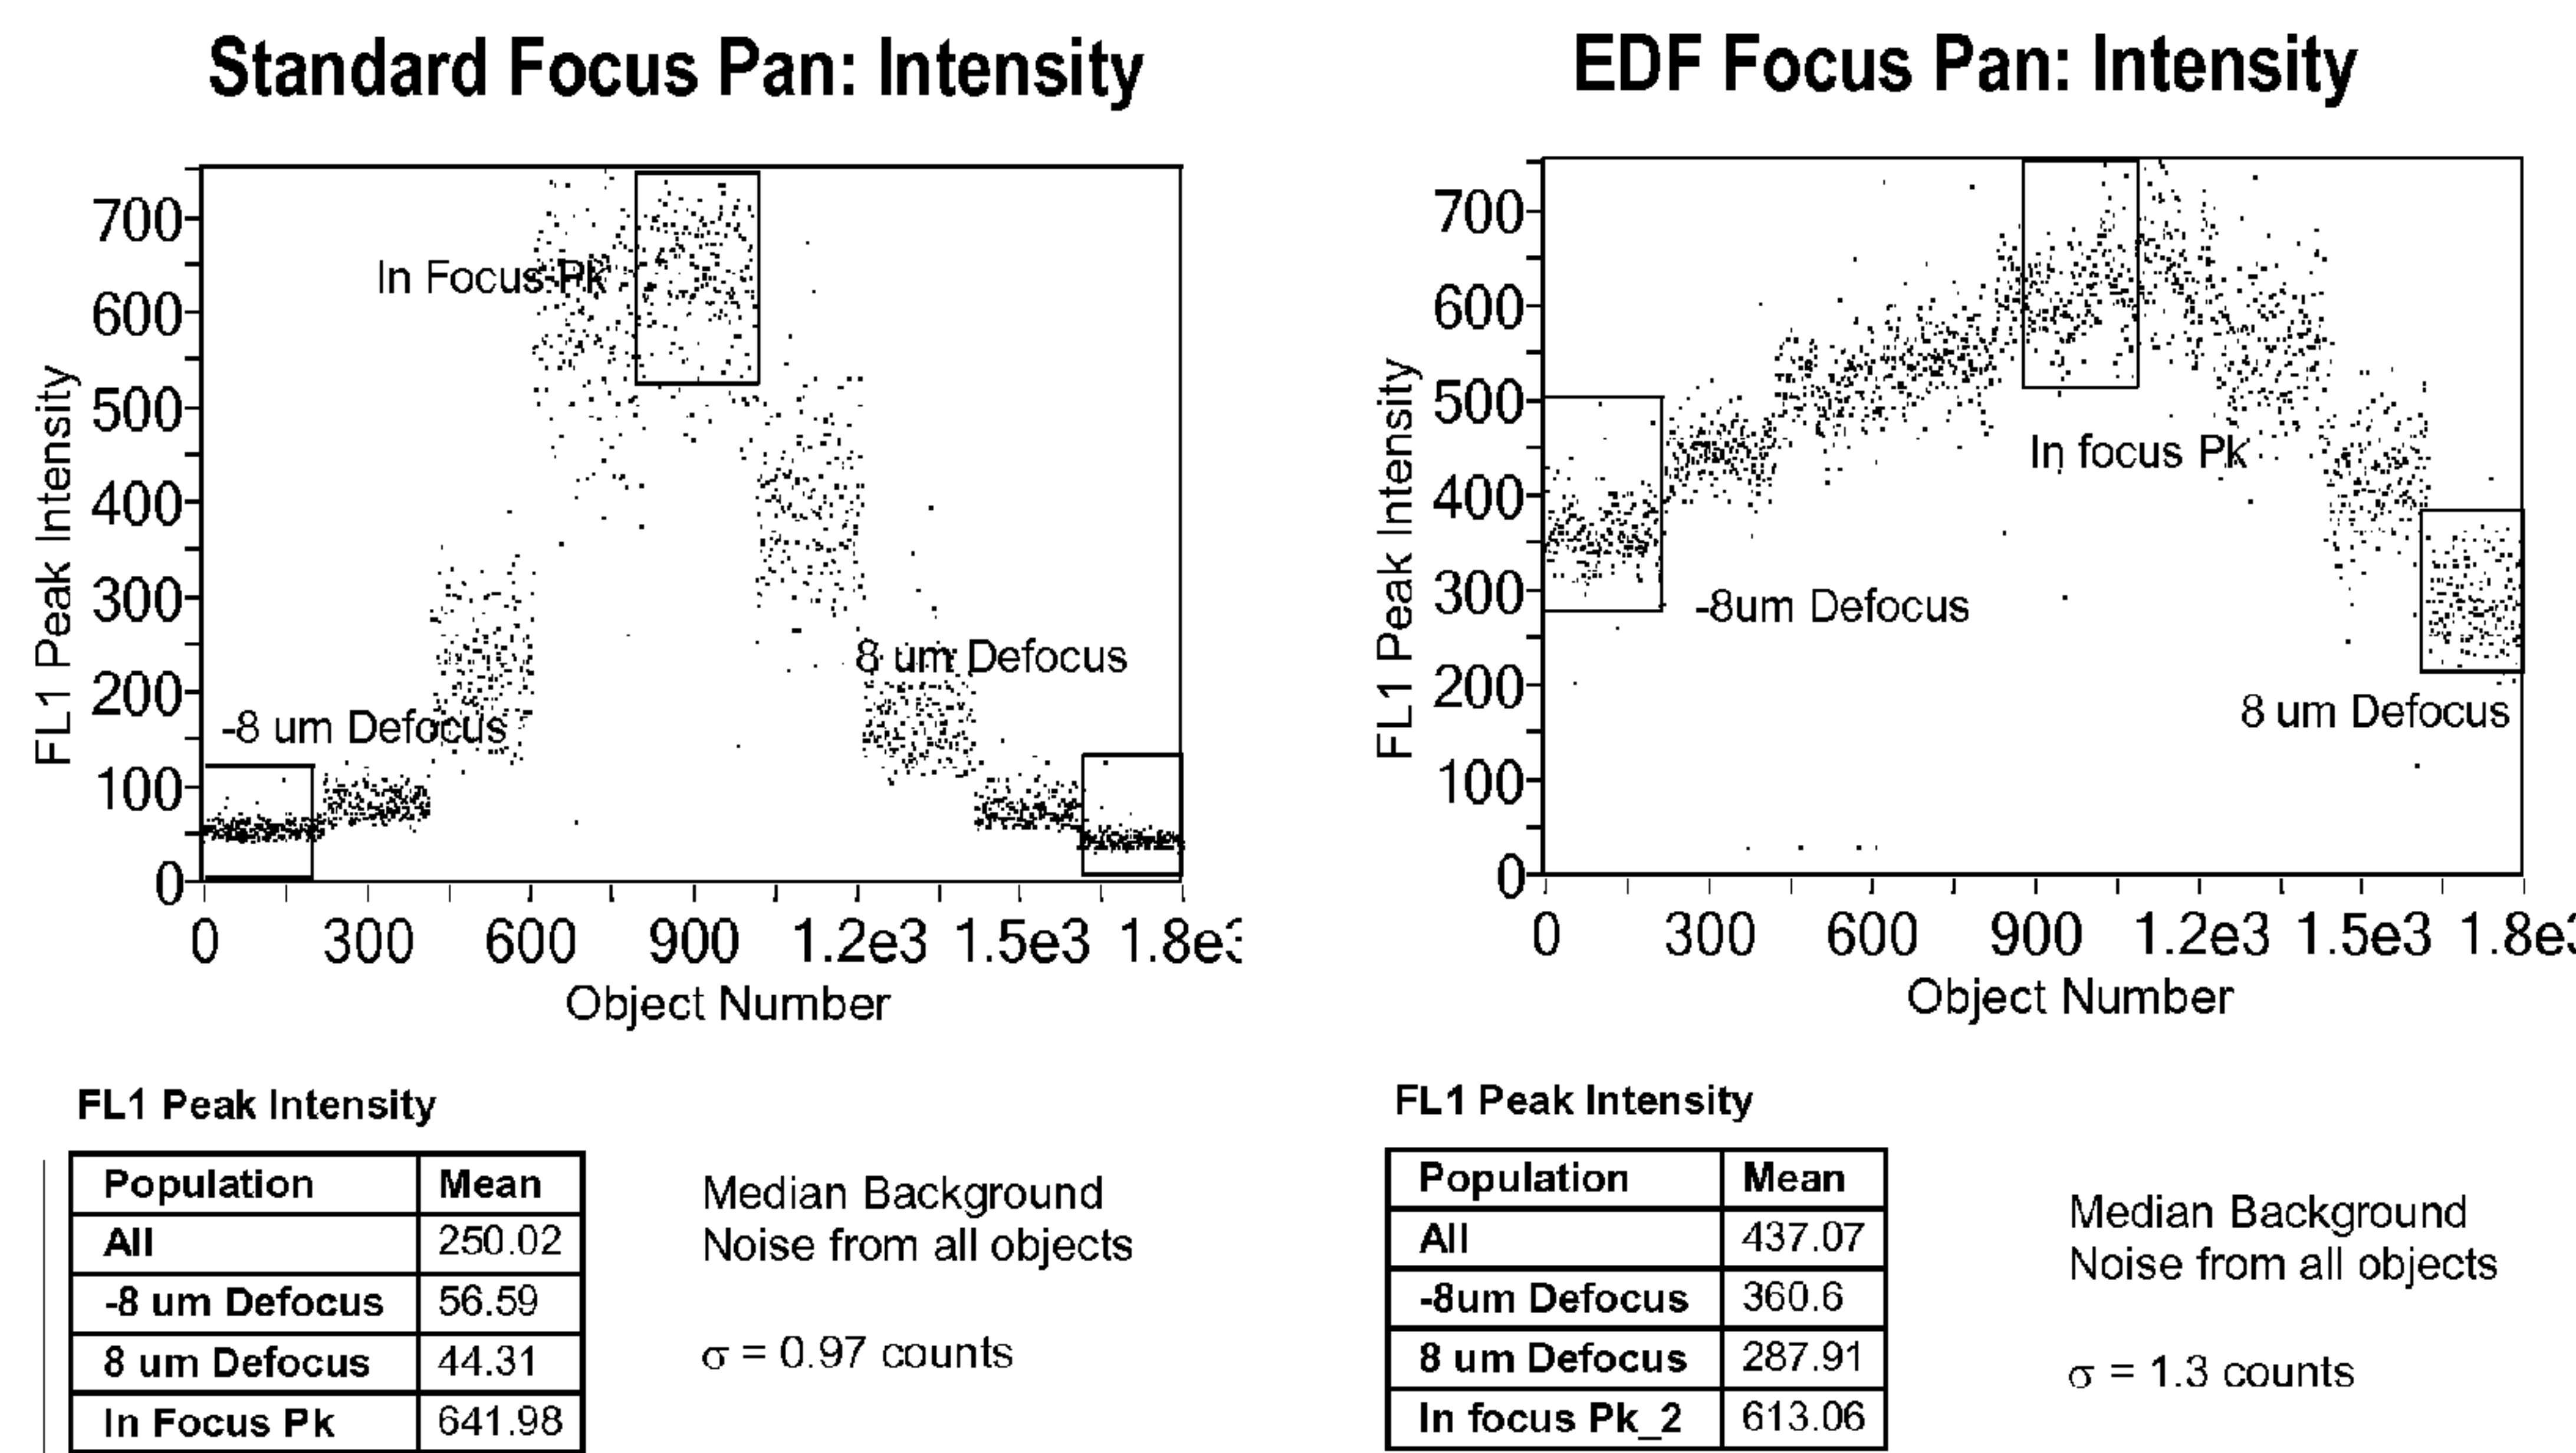 Standard Focus Pan: Intensity
FL1 Peak Intensity
700
600
500
400
300
200
100
0
In Focus Pk
8 um Defocus
-8 um Defocus
0 300 600 900 1.2e3 1.5e3 1.8e3
Object Number
FL1 Peak Intensity
Population Mean
All 250.02
-8 um Defocus 56.59
8 um Defocus 44.31
In Focus Pk 641.98
Median Background
Noise from all objects
σ = 0.97 counts
EDF Focus Pan: Intensity
FL1 Peak Intensity
700
600
500
400
300
200
100
0
In focus Pk
-8um Defocus
8 um Defocus
0 300 600 900 1.2e3 1.5e3 1.8e3
Object Number
FL1 Peak Intensity
Population Mean
All 437.07
-8um Defocus 360.6
8 um Defocus 287.91
In focus Pk_2 613.06
Median Background
Noise from all objects
σ = 1.3 counts